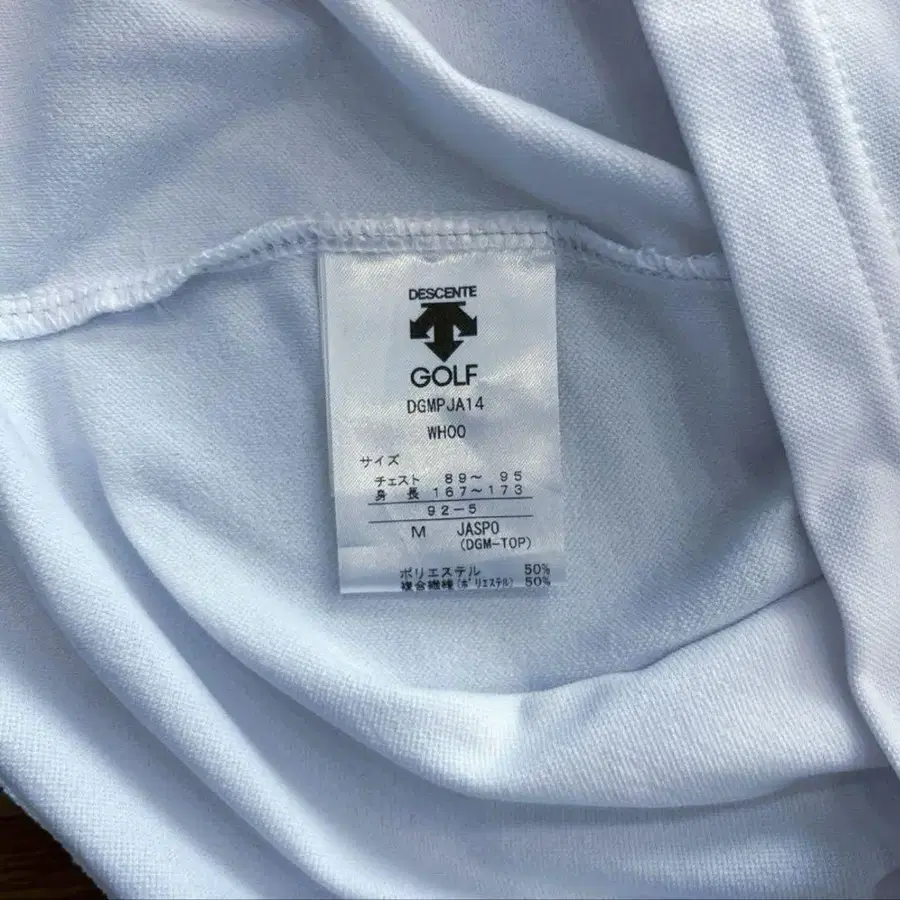 DESCENTE
GOLF
DGMPJA14
WH00
サイズ
チェスト 89～ 95
身 長 167～173
92-5
M JASPO
(DGM-TOP)
ポリエステル 50%
複合繊維(ポリエステル) 50%